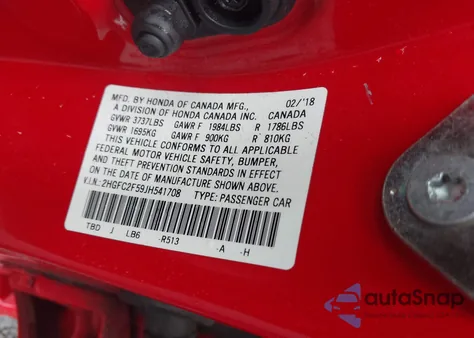 MFD. BY HONDA OF CANADA MFG., 02/'18
A DIVISION OF HONDA CANADA INC. CANADA
GVWR 3737LBS GAWR F 1984LBS R 1786LBS
GVWR 1695KG GAWR F 900KG R 810KG
THIS VEHICLE CONFORMS TO ALL APPLICABLE
FEDERAL MOTOR VEHICLE SAFETY, BUMPER,
AND THEFT PREVENTION STANDARDS IN EFFECT
ON THE DATE OF MANUFACTURE SHOWN ABOVE.
V.I.N.: 2HGFC2F59JH541708 TYPE: PASSENGER CAR
TBD J LB6 -R513 -A -H
autoSnap